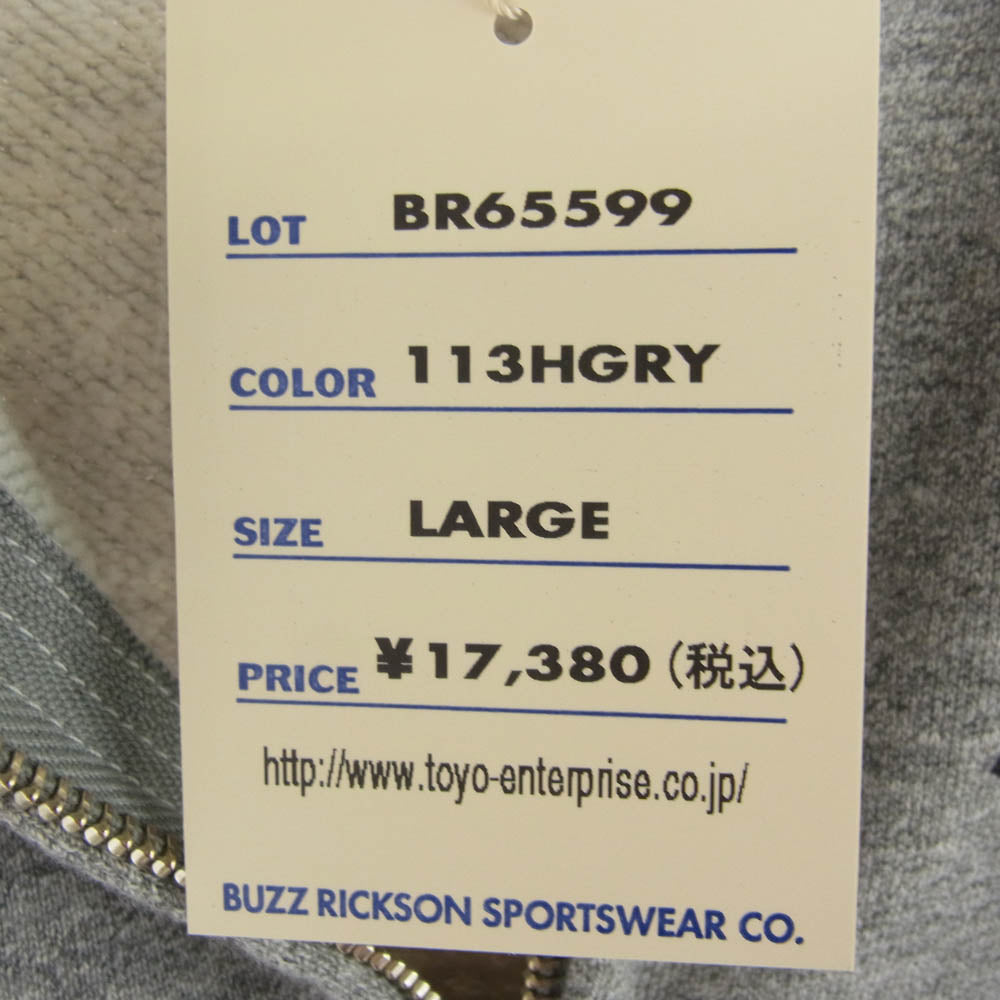 LOT BR65599
COLOR 113HGRY
SIZE LARGE
PRICE ¥17,380(税込)
http://www.toyo-enterprise.co.jp/
BUZZ RICKSON SPORTSWEAR CO.